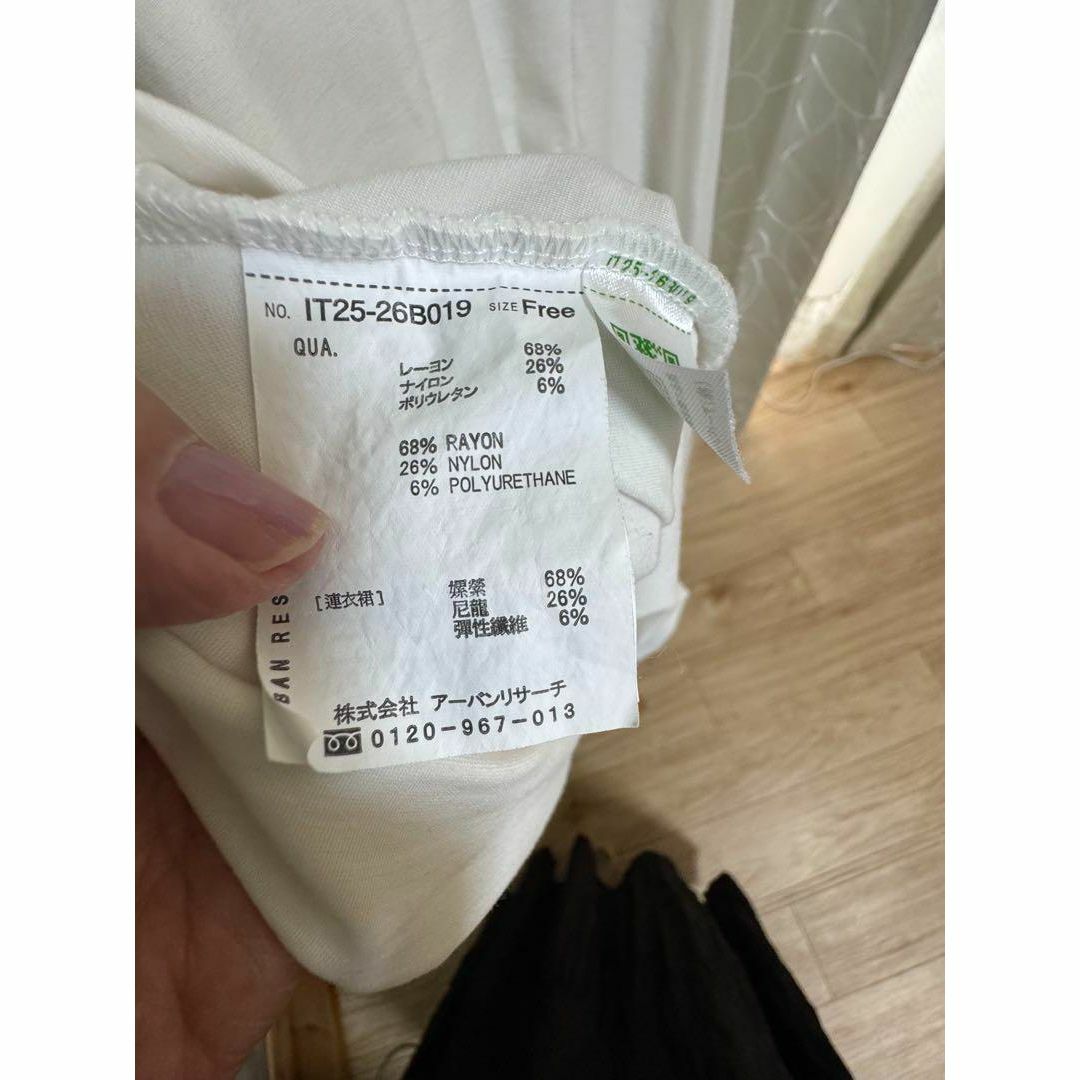 NO. IT25-26B019 SIZE Free
QUA.
レーヨン 68%
ナイロン 26%
ポリウレタン 6%
68% RAYON
26% NYLON
6% POLYURETHANE
[連衣裙]
嫘縈 68%
尼龍 26%
彈性纖維 6%
BAN RES
株式会社 アーバンリサーチ
0120-967-013
IT25-26B019